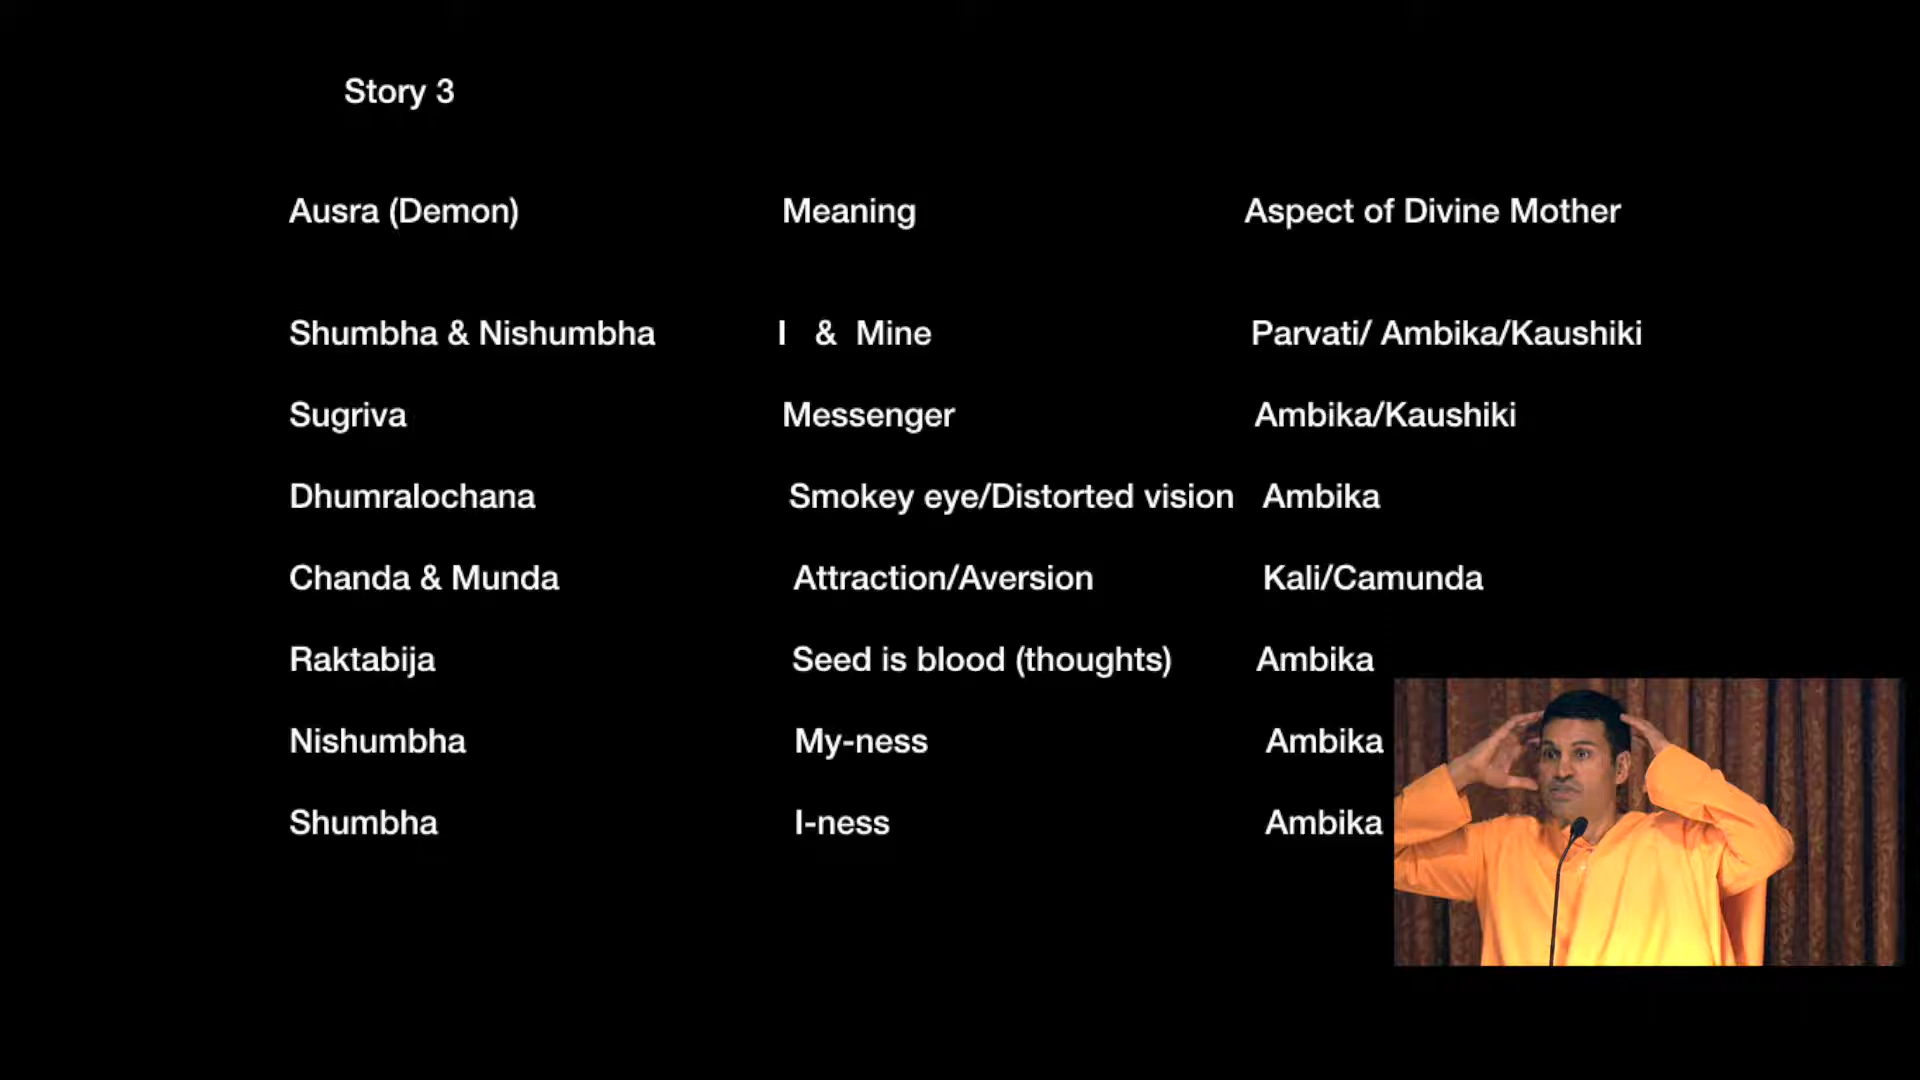 Story 3
Ausra (Demon) Meaning Aspect of Divine Mother
Shumbha & Nishumbha I & Mine Parvati/ Ambika/Kaushiki
Sugriva Messenger Ambika/Kaushiki
Dhumralochana Smokey eye/Distorted vision Ambika
Chanda & Munda Attraction/Aversion Kali/Camunda
Raktabija Seed is blood (thoughts) Ambika
Nishumbha My-ness Ambika
Shumbha I-ness Ambika